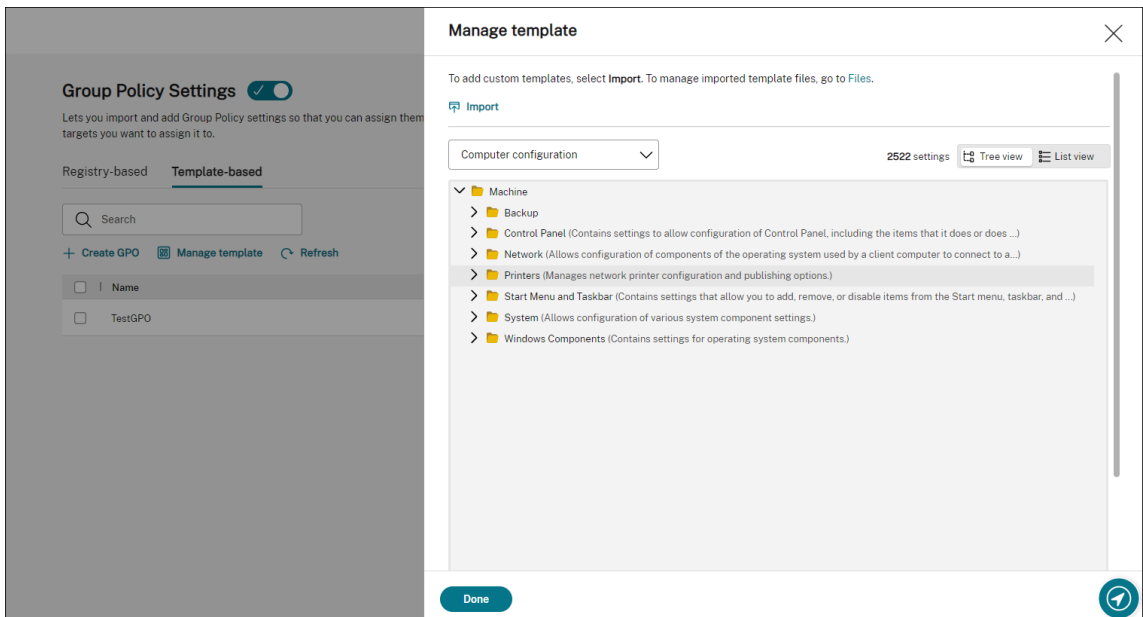 Manage template
To add custom templates, select Import. To manage imported template files, go to Files.
Import
Computer configuration
2522 settings
Tree view
List view
Machine
Backup
Control Panel (Contains settings to allow configuration of Control Panel, including the items that it does or does ...)
Network (Allows configuration of components of the operating system used by a client computer to connect to a...)
Printers (Manages network printer configuration and publishing options.)
Start Menu and Taskbar (Contains settings that allow you to add, remove, or disable items from the Start menu, taskbar, and ...)
System (Allows configuration of various system component settings.)
Windows Components (Contains settings for operating system components.)
Done
Group Policy Settings
Lets you import and add Group Policy settings so that you can assign them
targets you want to assign it to.
Registry-based
Template-based
Search
Create GPO
Manage template
Refresh
Name
TestGPO